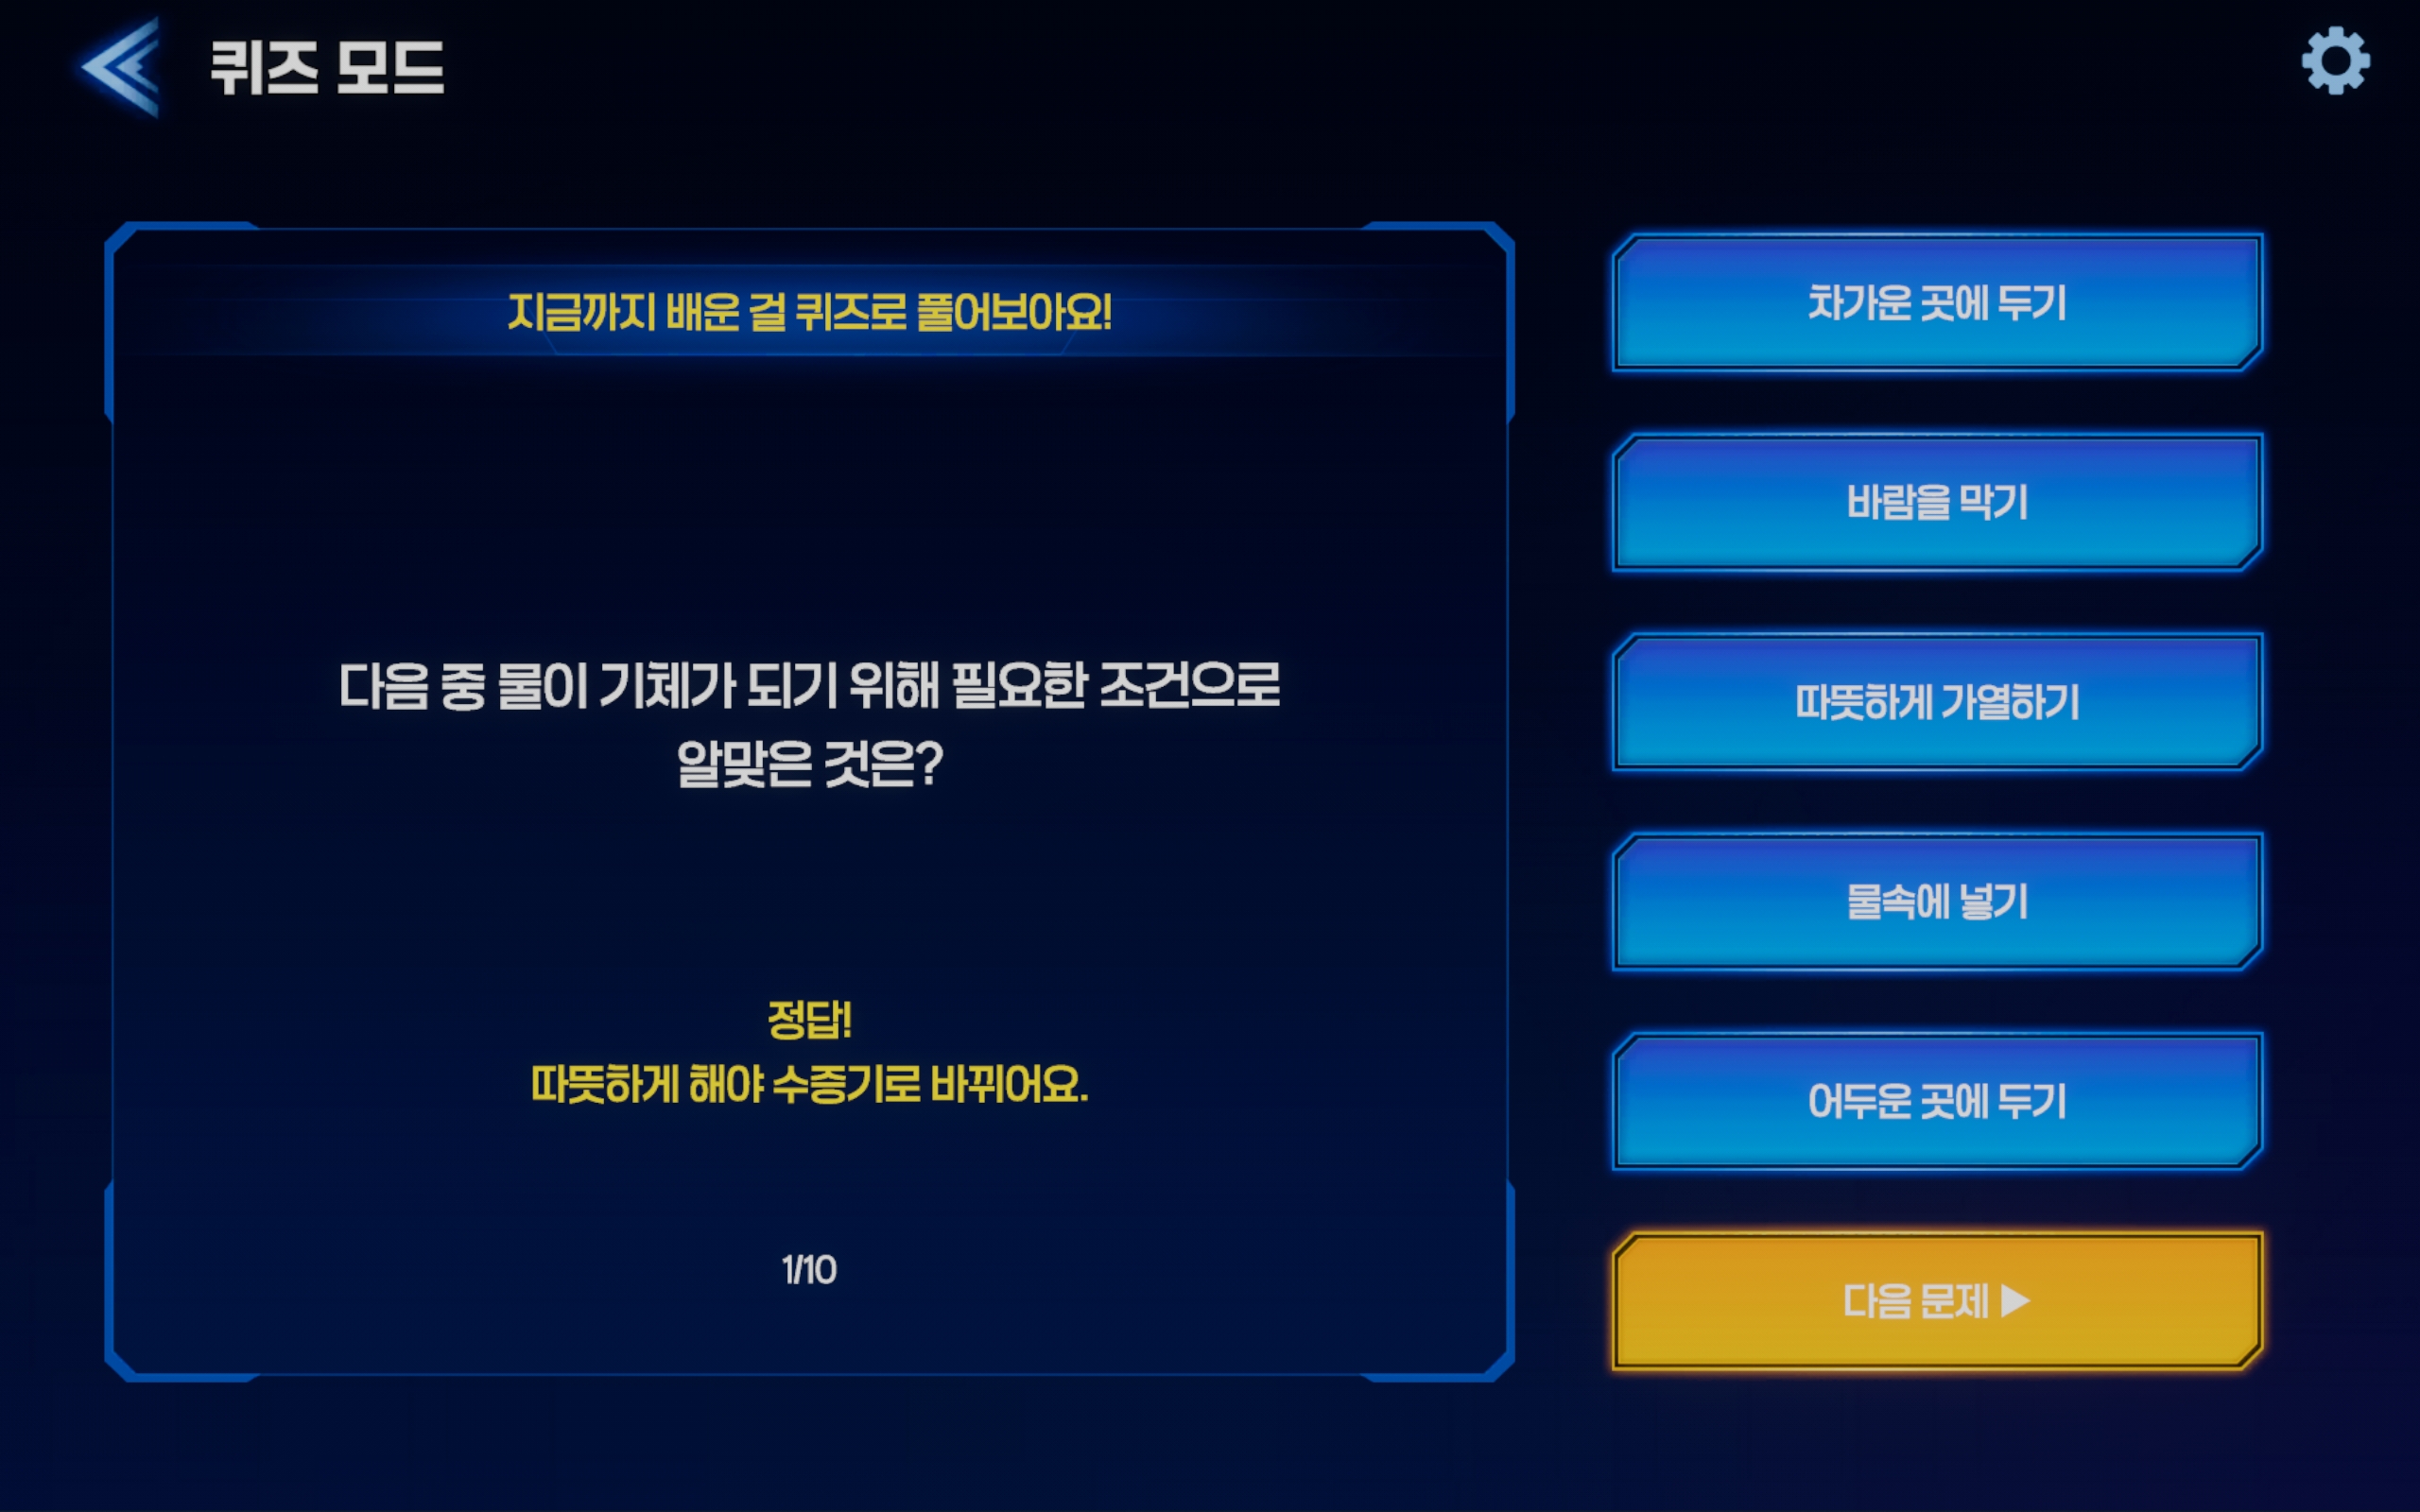 퀴즈 모드
지금까지 배운 걸 퀴즈로 풀어보아요!
다음 중 물이 기체가 되기 위해 필요한 조건으로
알맞은 것은?
정답!
따뜻하게 해야 수증기로 바뀌어요.
1/10
차가운 곳에 두기
바람을 막기
따뜻하게 가열하기
물속에 넣기
어두운 곳에 두기
다음 문제 ▶